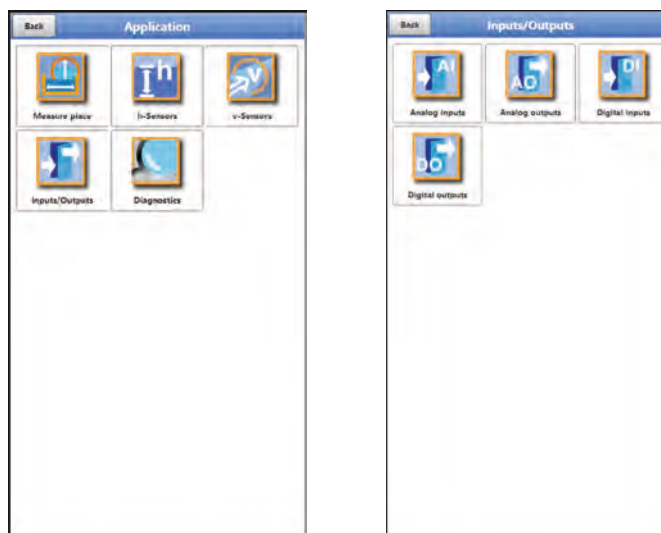 Back Application
h v
Measure place h-Sensors v-Sensors
Inputs/Outputs Diagnostics
Back Inputs/Outputs
AI AO DI
Analog inputs Analog outputs Digital inputs
DO
Digital outputs